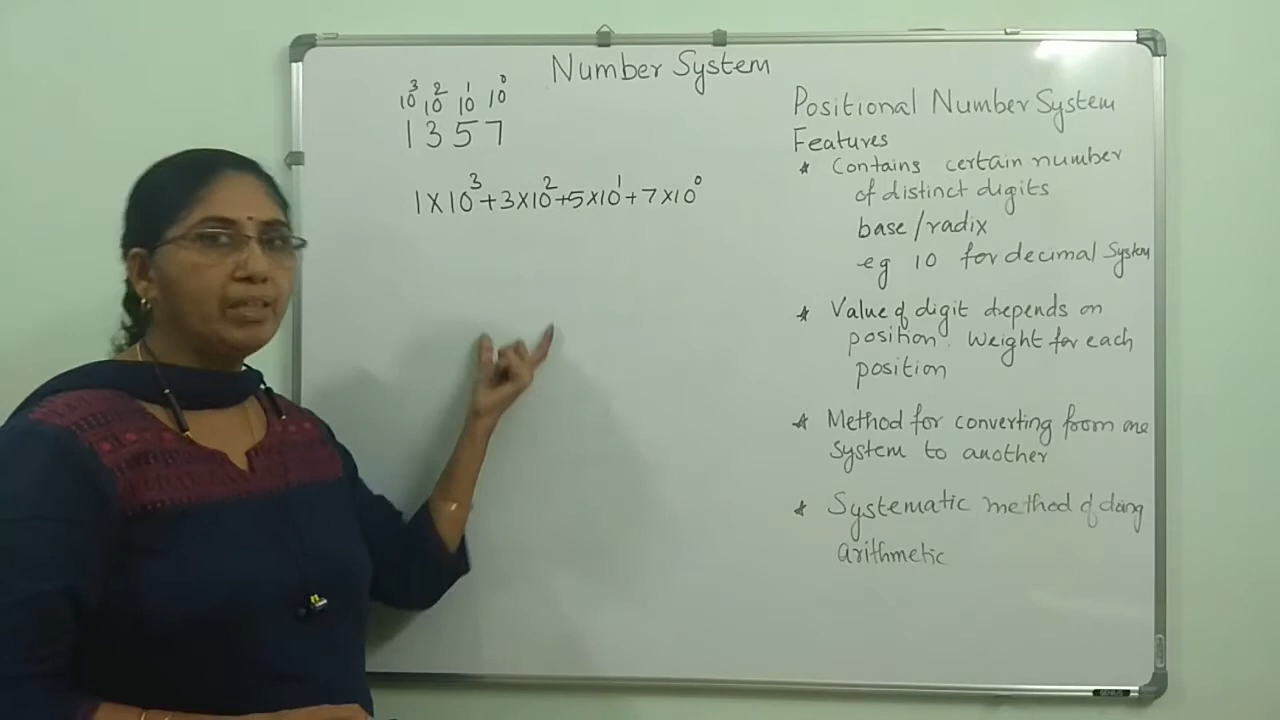 Number System
10³ 10² 10¹ 10⁰
1 3 5 7
1×10³+3×10²+5×10¹+7×10⁰
Positional Number System
Features
* Contains certain number
of distinct digits
base/radix
eg 10 for decimal System
* Value of digit depends on
position. Weight for each
position
* Method for converting from one
system to another
* Systematic method of doing
arithmetic